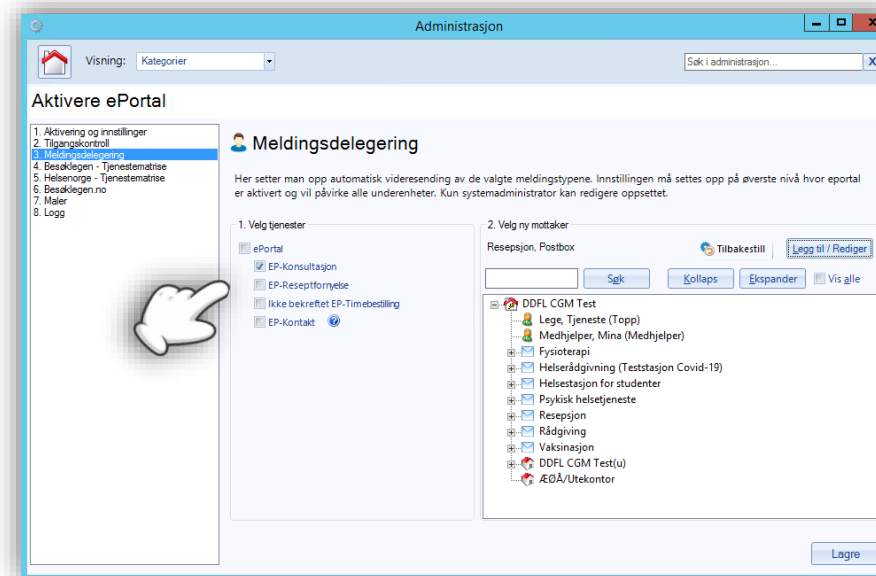 Administrasjon
Visning: Kategorier
Søk i administrasjon... X
Aktivere ePortal
1. Aktivering og innstillinger
2. Tilgangskontroll
3. Meldingsdelegering
4. Besøklegen - Tjenestematrise
5. Helsenorge - Tjenestematrise
6. Besøklegen.no
7. Maler
8. Logg
Meldingsdelegering
Her setter man opp automatisk videresending av de valgte meldingstypene. Innstillingen må settes opp på øverste nivå hvor eportal
er aktivert og vil påvirke alle underenheter. Kun systemadministrator kan redigere oppsettet.
1. Velg tjenester
ePortal
EP-Konsultasjon
EP-Reseptfornyelse
Ikke bekreftet EP-Timebestilling
EP-Kontakt
2. Velg ny mottaker
Resepsjon, Postbox Tilbakestill Legg til / Rediger
Søk Kollaps Ekspander Vis alle
DDFL CGM Test
Lege, Tjeneste (Topp)
Medhjelper, Mina (Medhjelper)
Fysioterapi
Helserådgivning (Teststasjon Covid-19)
Helsestasjon for studenter
Psykisk helsetjeneste
Resepsjon
Rådgiving
Vaksinasjon
DDFL CGM Test(u)
ÆØÅ/Utekontor
Lagre